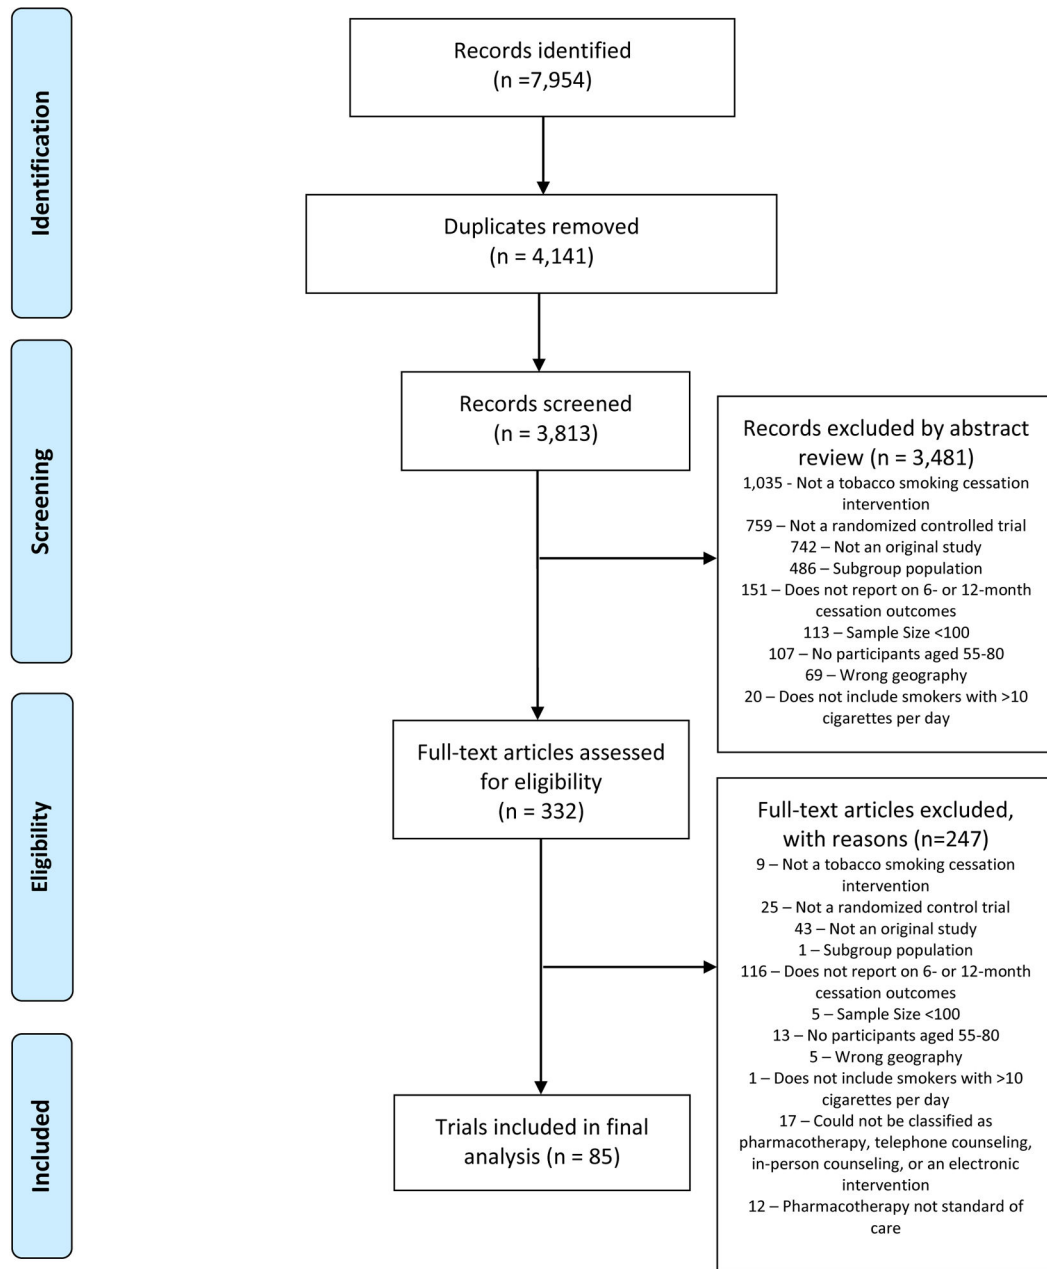 Identification
Records identified
(n =7,954)
Duplicates removed
(n = 4,141)
Screening
Records screened
(n = 3,813)
Records excluded by abstract
review (n = 3,481)
1,035 - Not a tobacco smoking cessation
intervention
759 – Not a randomized controlled trial
742 – Not an original study
486 – Subgroup population
151 – Does not report on 6- or 12-month
cessation outcomes
113 – Sample Size <100
107 – No participants aged 55-80
69 – Wrong geography
20 – Does not include smokers with >10
cigarettes per day
Eligibility
Full-text articles assessed
for eligibility
(n = 332)
Full-text articles excluded,
with reasons (n=247)
9 – Not a tobacco smoking cessation
intervention
25 – Not a randomized control trial
43 – Not an original study
1 – Subgroup population
116 – Does not report on 6- or 12-month
cessation outcomes
5 – Sample Size <100
13 – No participants aged 55-80
5 – Wrong geography
1 – Does not include smokers with >10
cigarettes per day
17 – Could not be classified as
pharmacotherapy, telephone counseling,
in-person counseling, or an electronic
intervention
12 – Pharmacotherapy not standard of
care
Included
Trials included in final
analysis (n = 85)